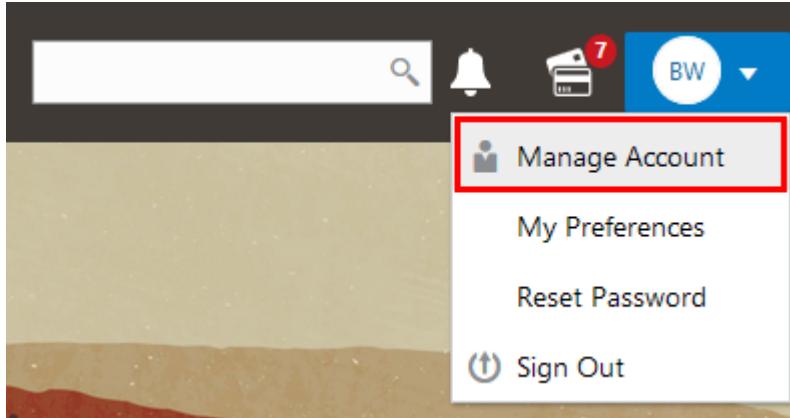 7
BW
Manage Account
My Preferences
Reset Password
Sign Out